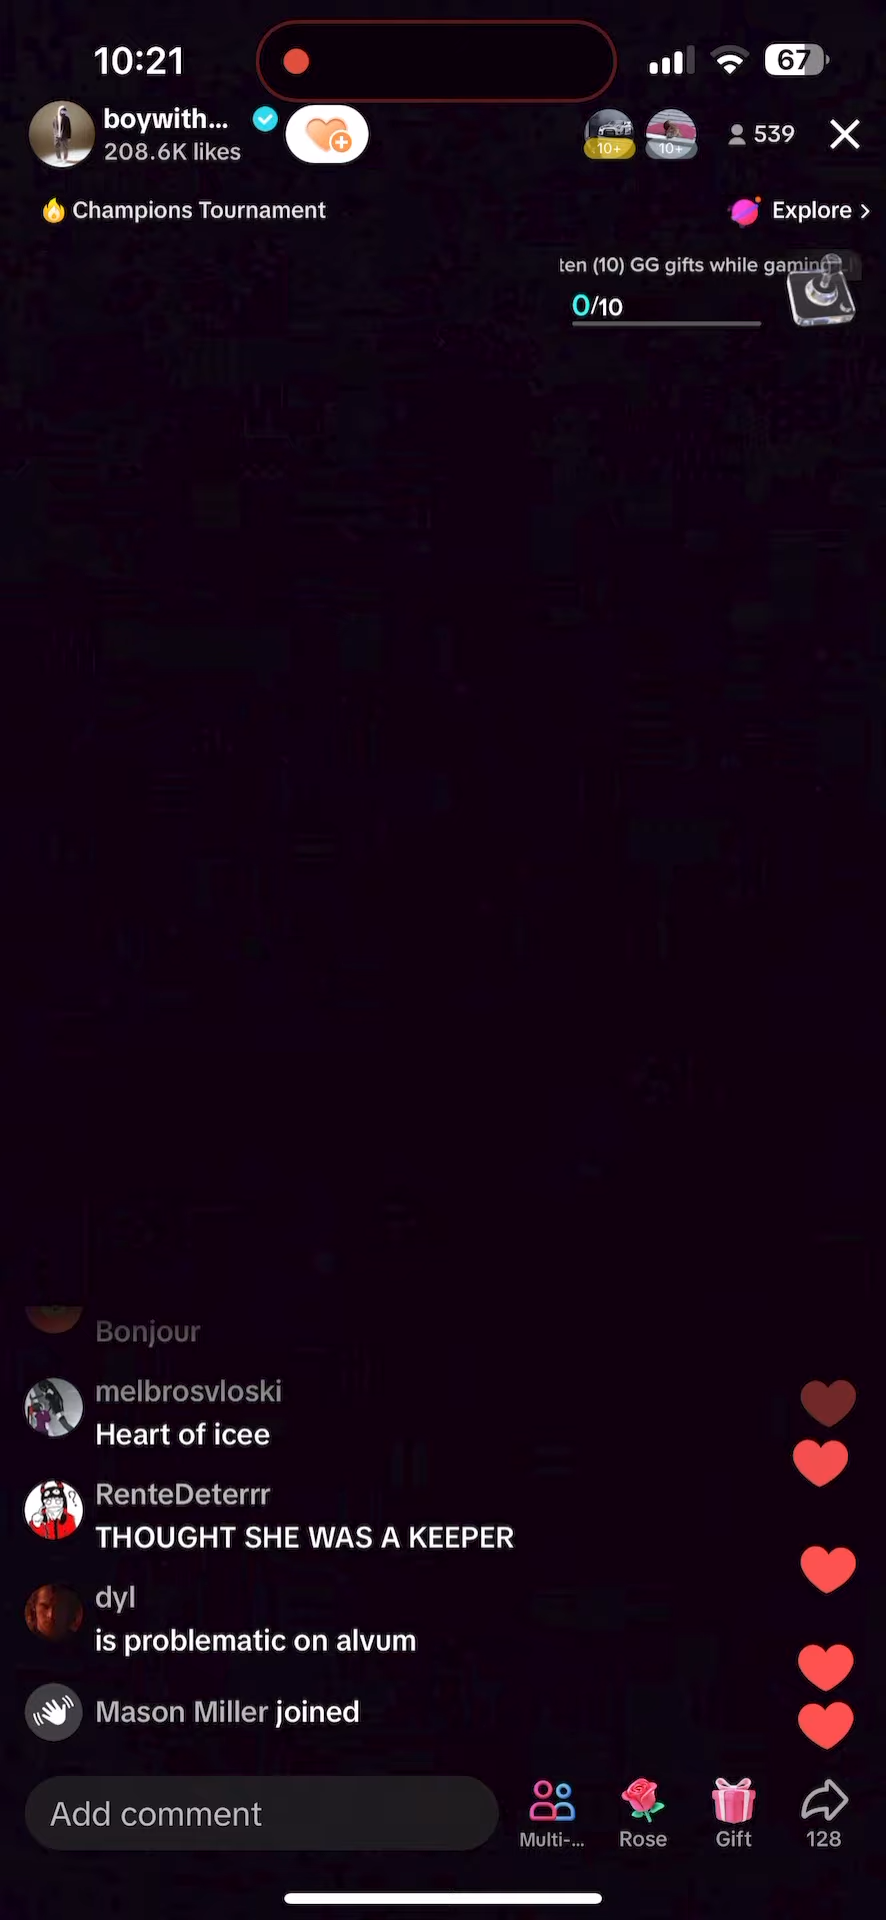 10:21
67
boywith...
208.6K likes
10+
10+
539
Champions Tournament
Explore >
ten (10) GG gifts while gaming LI
0/10
Bonjour
melbrosvloski
Heart of icee
RenteDeterrr
THOUGHT SHE WAS A KEEPER
dyl
is problematic on alvum
Mason Miller joined
Add comment
Multi-...
Rose
Gift
128